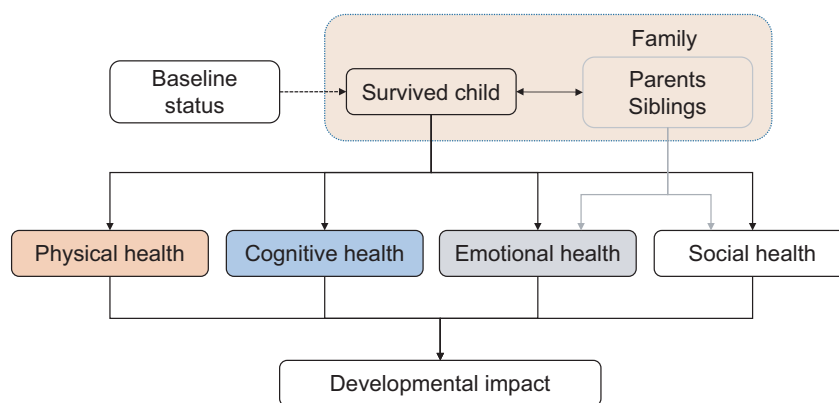 Family
Baseline
status
Survived child
Parents
Siblings
Physical health
Cognitive health
Emotional health
Social health
Developmental impact